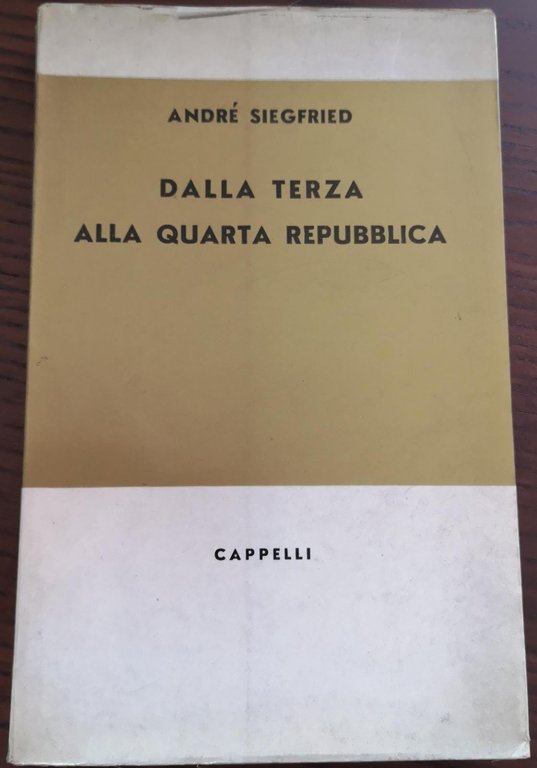 ANDRÉ SIEGFRIED
DALLA TERZA
ALLA QUARTA REPUBBLICA
CAPPELLI